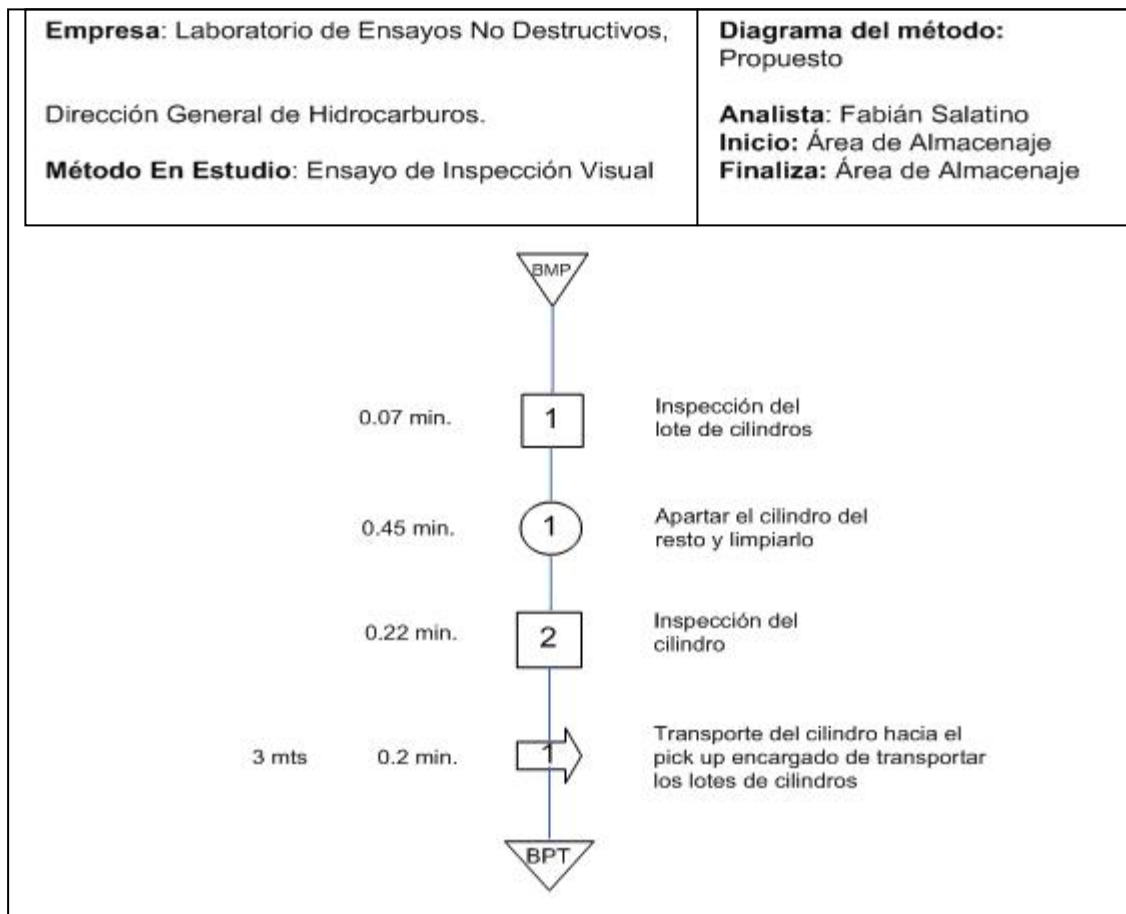 Empresa: Laboratorio de Ensayos No Destructivos,
Dirección General de Hidrocarburos.
Método En Estudio: Ensayo de Inspección Visual
Diagrama del método:
Propuesto
Analista: Fabián Salatino
Inicio: Área de Almacenaje
Finaliza: Área de Almacenaje
BMP
0.07 min.
1
Inspección del
lote de cilindros
0.45 min.
1
Apartar el cilindro del
resto y limpiarlo
0.22 min.
2
Inspección del
cilindro
3 mts
0.2 min.
1
Transporte del cilindro hacia el
pick up encargado de transportar
los lotes de cilindros
BPT